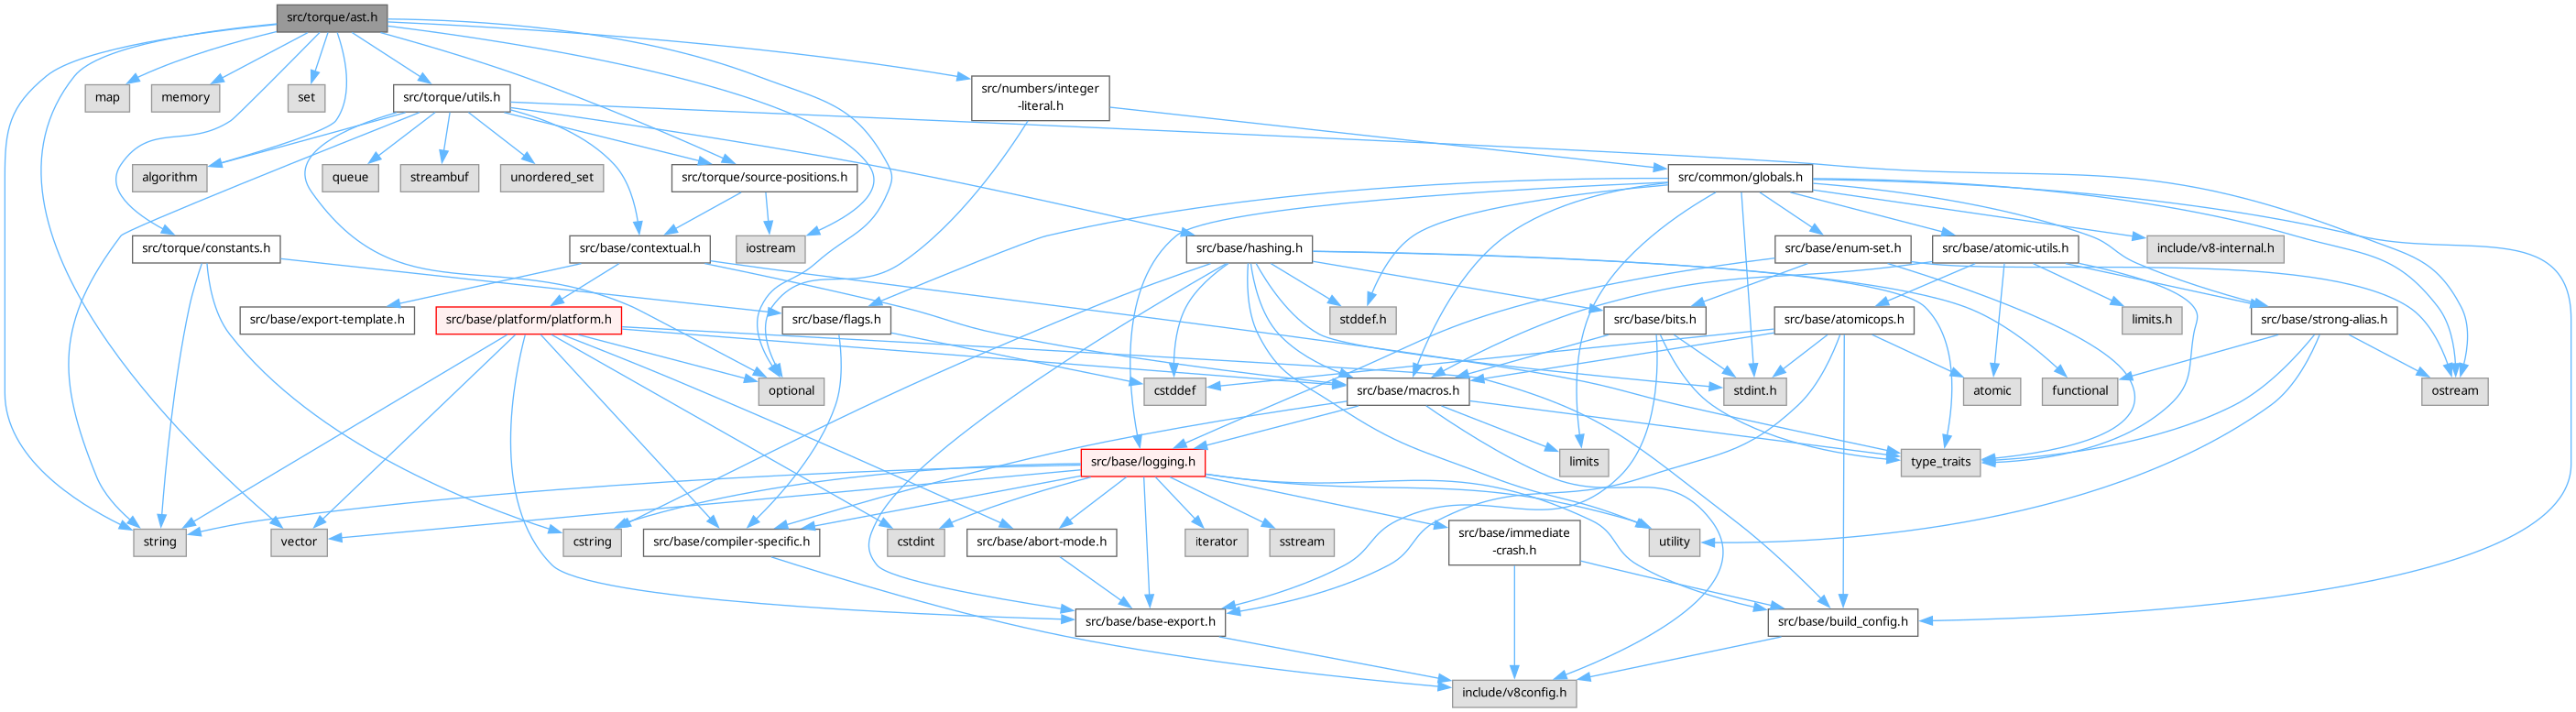 src/torque/ast.h
map
memory
set
src/torque/utils.h
src/numbers/integer
-literal.h
algorithm
queue
streambuf
unordered_set
src/torque/source-positions.h
src/common/globals.h
src/torque/constants.h
src/base/contextual.h
iostream
src/base/hashing.h
src/base/enum-set.h
src/base/atomic-utils.h
include/v8-internal.h
src/base/export-template.h
src/base/platform/platform.h
src/base/flags.h
stddef.h
src/base/bits.h
src/base/atomicops.h
limits.h
src/base/strong-alias.h
optional
cstddef
src/base/macros.h
stdint.h
atomic
functional
ostream
src/base/logging.h
limits
type_traits
string
vector
cstring
src/base/compiler-specific.h
cstdint
src/base/abort-mode.h
iterator
sstream
src/base/immediate
-crash.h
utility
src/base/base-export.h
src/base/build_config.h
include/v8config.h